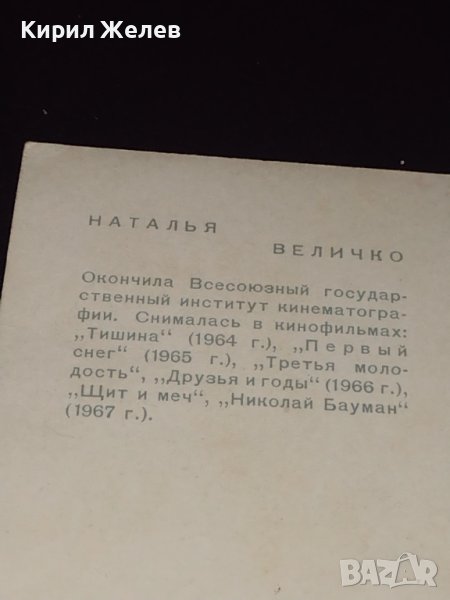 Кирил Желев
НАТАЛЬЯ
ВЕЛИЧКО
Окончила Всесоюзный государ-
ственный институт кинематогра-
фии. Снималась в кинофильмах:
„Тишина“ (1964 г.), „Первый
снег“ (1965 г.), „Третья моло-
дость“, „Друзья и годы“ (1966 г.),
„Щит и меч“, „Николай Бауман“
(1967 г.).
BAZAR